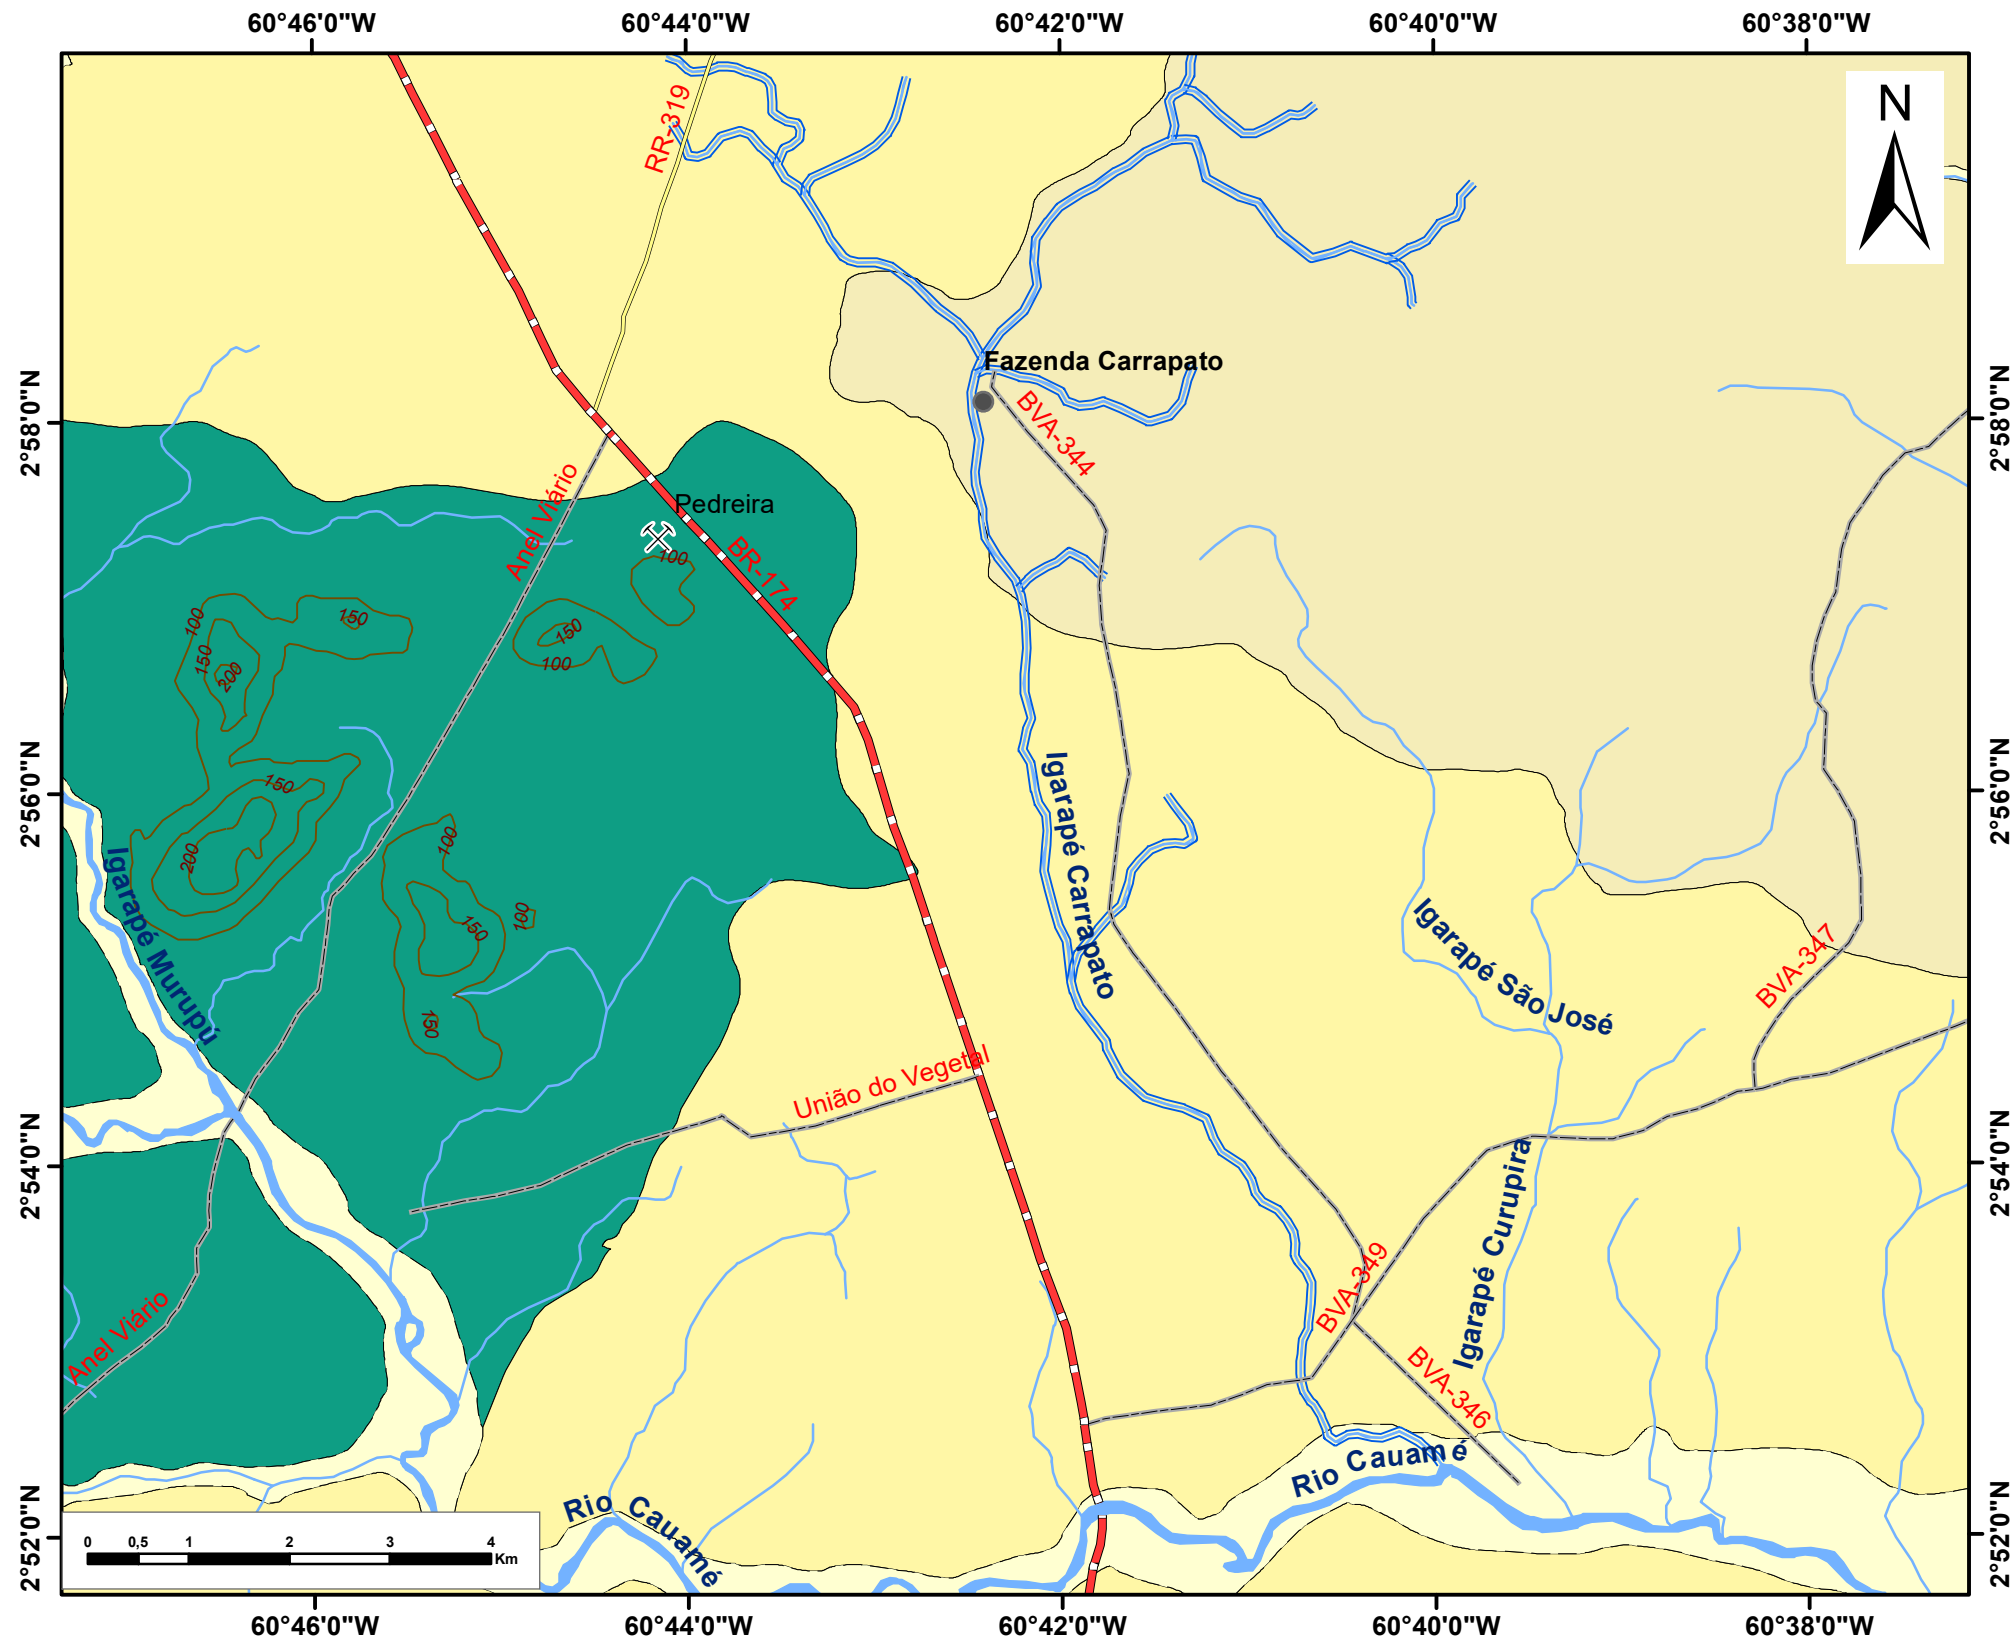 60°46'0"W
60°44'0"W
60°42'0"W
60°40'0"W
60°38'0"W
N
RR-319
Fazenda Carrapato
2°58'0"N
2°58'0"N
BVA-344
Anel Viário
Pedreira
100
BR-174
100
150
150
200
150
100
150
200
100
150
100
150
2°56'0"N
2°56'0"N
Igarapé Murupú
Igarapé Carrapato
Igarapé São José
BVA-347
União do Vegetal
2°54'0"N
2°54'0"N
Igarapé Curupira
BVA-349
Anel Viário
BVA-346
Rio Cauamé
Rio Cauamé
2°52'0"N
2°52'0"N
0 0,5 1 2 3 4
Km
60°46'0"W
60°44'0"W
60°42'0"W
60°40'0"W
60°38'0"W